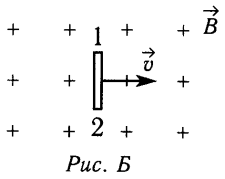 + + + B⃗
1
+ + v⃗ +
2
+ + +
Рис. Б